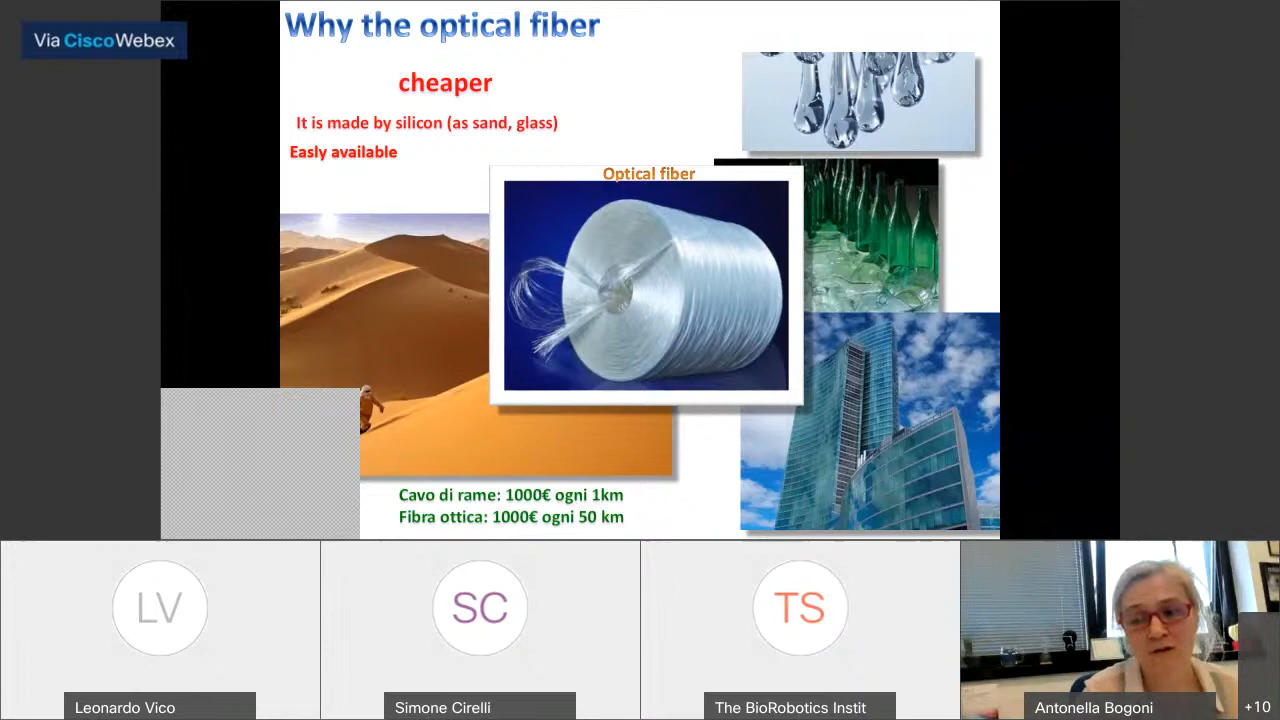 Via Cisco Webex
Why the optical fiber
cheaper
It is made by silicon (as sand, glass)
Easly available
Optical fiber
Cavo di rame: 1000€ ogni 1km
Fibra ottica: 1000€ ogni 50 km
LV
SC
TS
Leonardo Vico
Simone Cirelli
The BioRobotics Instit
Antonella Bogoni
+10